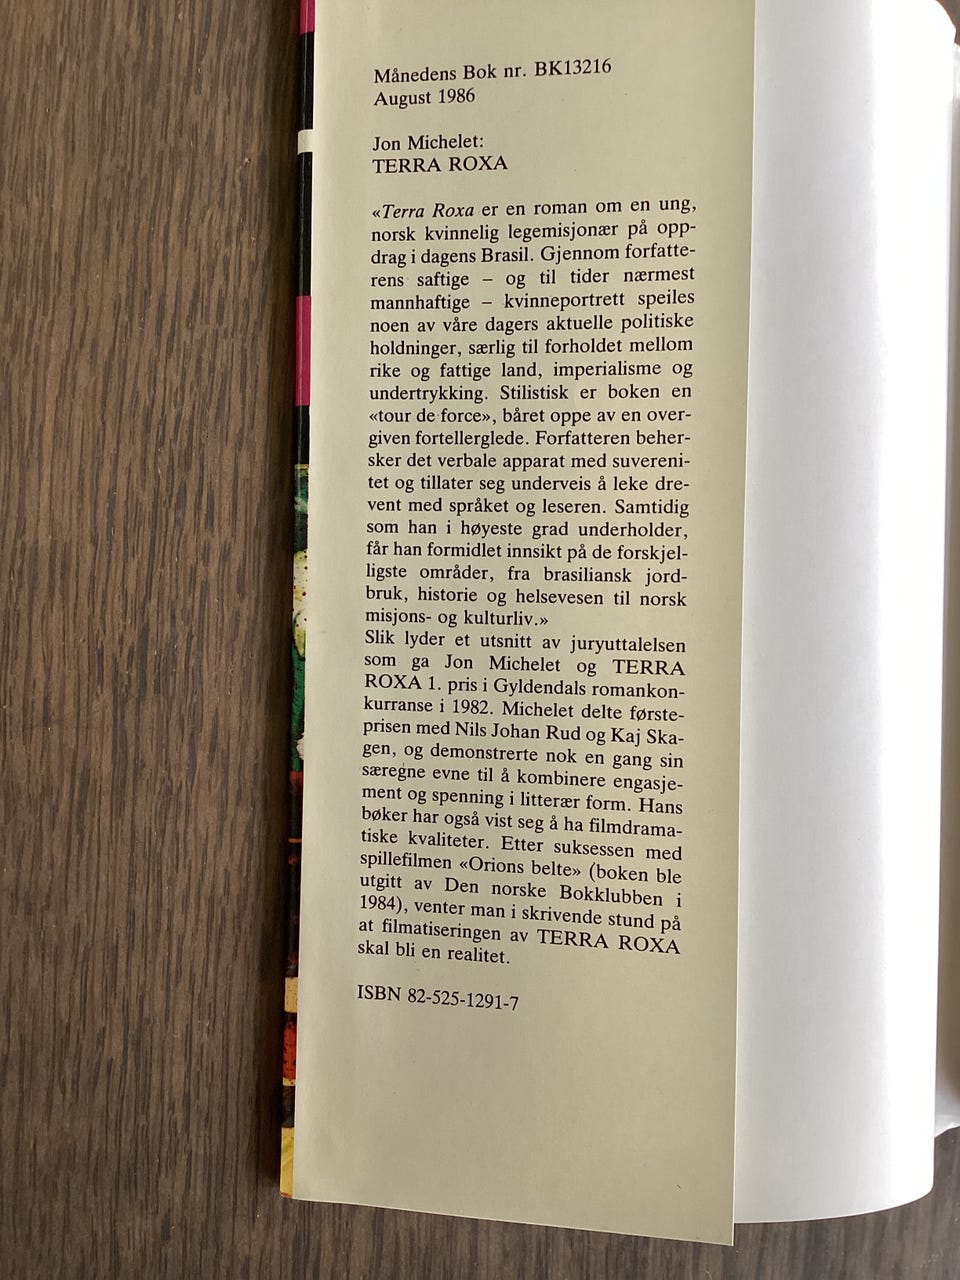 Månedens Bok nr. BK13216
August 1986
Jon Michelet:
TERRA ROXA
«Terra Roxa er en roman om en ung,
norsk kvinnelig legemisjonær på opp-
drag i dagens Brasil. Gjennom forfatte-
rens saftige – og til tider nærmest
mannhaftige – kvinneportrett speiles
noen av våre dagers aktuelle politiske
holdninger, særlig til forholdet mellom
rike og fattige land, imperialisme og
undertrykking. Stilistisk er boken en
«tour de force», båret oppe av en over-
given fortellerglede. Forfatteren beher-
sker det verbale apparat med suvereni-
tet og tillater seg underveis å leke dre-
vent med språket og leseren. Samtidig
som han i høyeste grad underholder,
får han formidlet innsikt på de forskjel-
ligste områder, fra brasiliansk jord-
bruk, historie og helsevesen til norsk
misjons- og kulturliv.»
Slik lyder et utsnitt av juryuttalelsen
som ga Jon Michelet og TERRA
ROXA 1. pris i Gyldendals romankon-
kurranse i 1982. Michelet delte første-
prisen med Nils Johan Rud og Kaj Ska-
gen, og demonstrerte nok en gang sin
særegne evne til å kombinere engasje-
ment og spenning i litterær form. Hans
bøker har også vist seg å ha filmdrama-
tiske kvaliteter. Etter suksessen med
spillefilmen «Orions belte» (boken ble
utgitt av Den norske Bokklubben i
1984), venter man i skrivende stund på
at filmatiseringen av TERRA ROXA
skal bli en realitet.
ISBN 82-525-1291-7